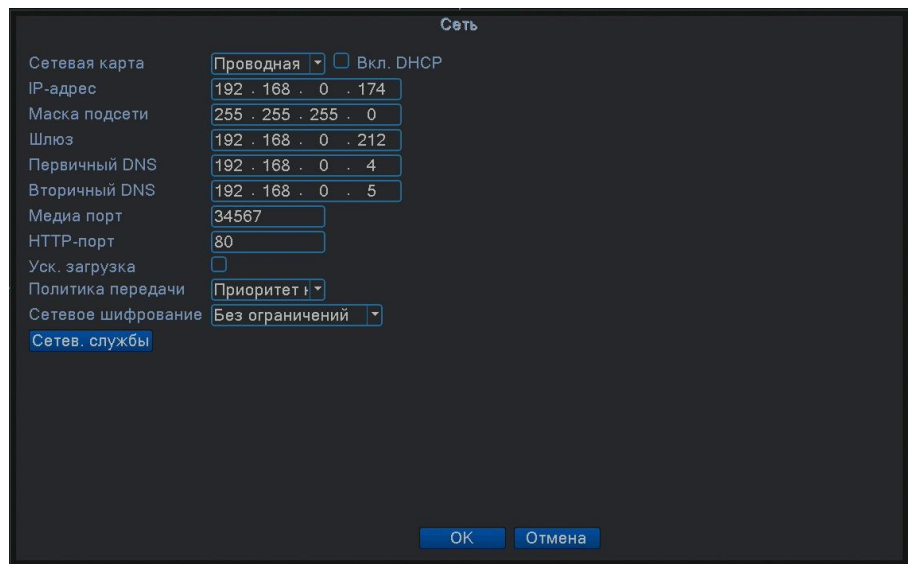 Сеть
Сетевая карта Проводная Вкл. DHCP
IP-адрес 192 . 168 . 0 . 174
Маска подсети 255 . 255 . 255 . 0
Шлюз 192 . 168 . 0 . 212
Первичный DNS 192 . 168 . 0 . 4
Вторичный DNS 192 . 168 . 0 . 5
Медиа порт 34567
HTTP-порт 80
Уск. загрузка
Политика передачи Приоритет
Сетевое шифрование Без ограничений
Сетев. службы
OK Отмена